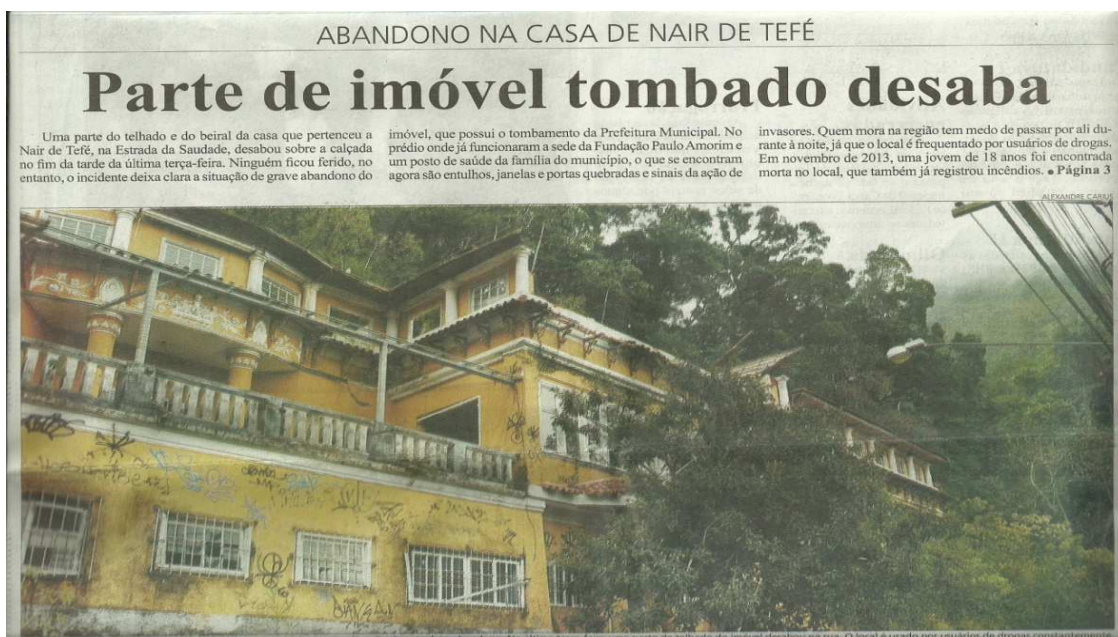 ABANDONO NA CASA DE NAIR DE TEFÉ
Parte de imóvel tombado desaba
Uma parte do telhado e do beiral da casa que pertenceu a
Nair de Tefé, na Estrada da Saudade, desabou sobre a calçada
no fim da tarde da última terça-feira. Ninguém ficou ferido, no
entanto, o incidente deixa clara a situação de grave abandono do
imóvel, que possui o tombamento da Prefeitura Municipal. No
prédio onde já funcionaram a sede da Fundação Paulo Amorim e
um posto de saúde da família do município, o que se encontram
agora são entulhos, janelas e portas quebradas e sinais da ação de
invasores. Quem mora na região tem medo de passar por ali du-
rante à noite, já que o local é frequentado por usuários de drogas.
Em novembro de 2013, uma jovem de 18 anos foi encontrada
morta no local, que também já registrou incêndios. • Página 3
ALEXANDRE CARIUS